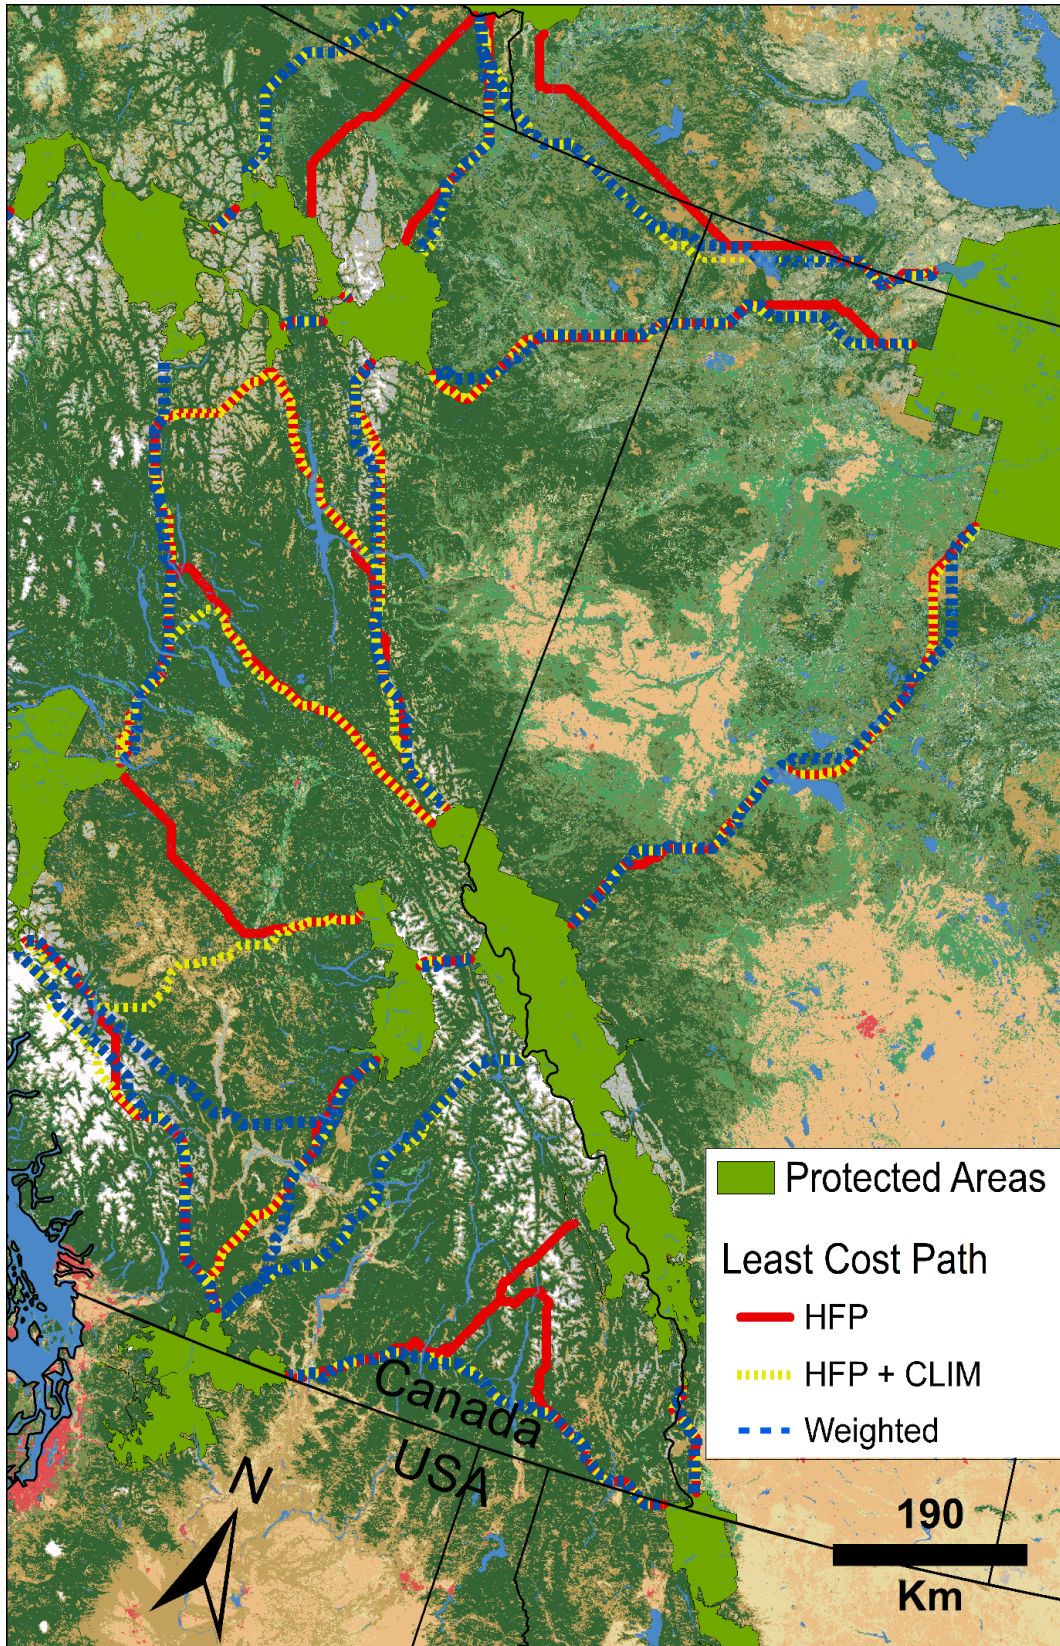 Protected Areas
Least Cost Path
HFP
HFP + CLIM
Weighted
Canada
USA
N
190
Km